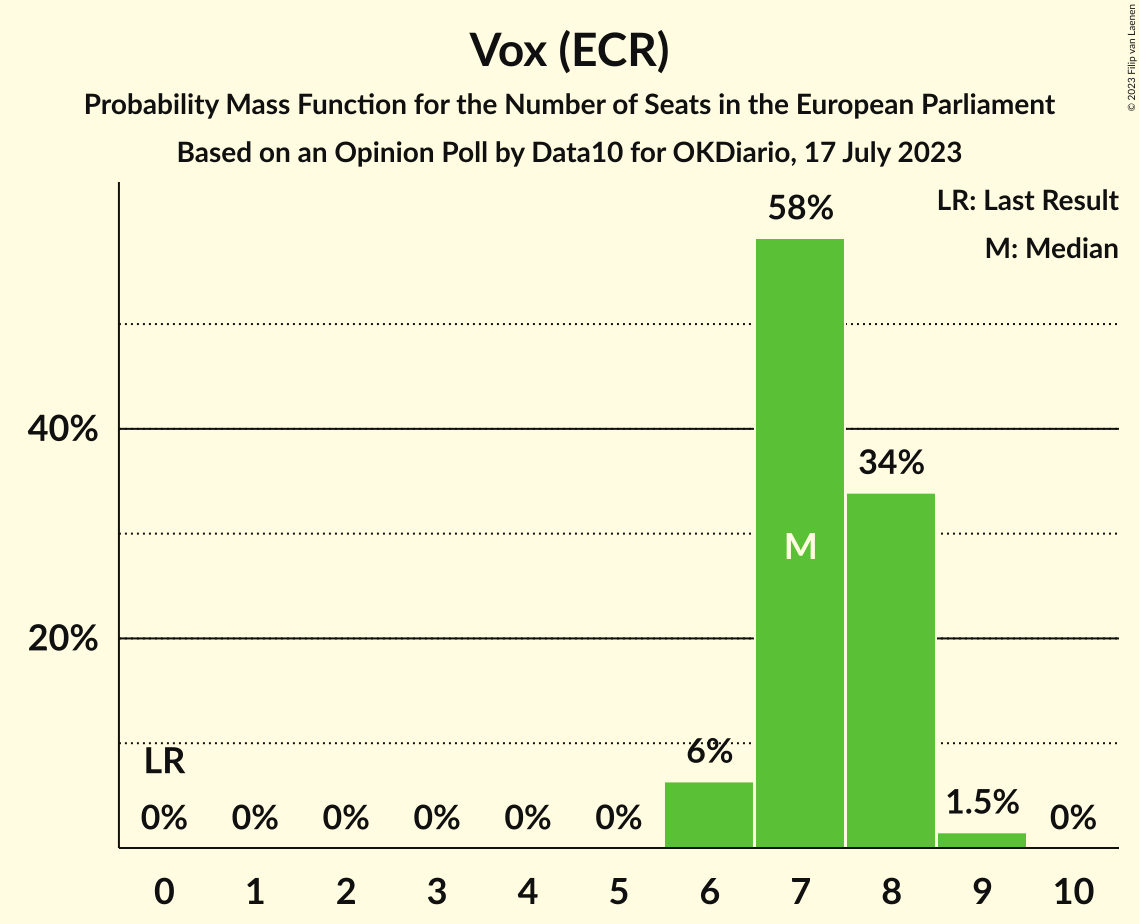 Vox (ECR)
Probability Mass Function for the Number of Seats in the European Parliament
Based on an Opinion Poll by Data10 for OKDiario, 17 July 2023
© 2023 Filip van Laenen
LR: Last Result
M: Median
58%
40%
34%
M
20%
LR
6%
0% 0% 0% 0% 0% 0% 1.5% 0%
0 1 2 3 4 5 6 7 8 9 10